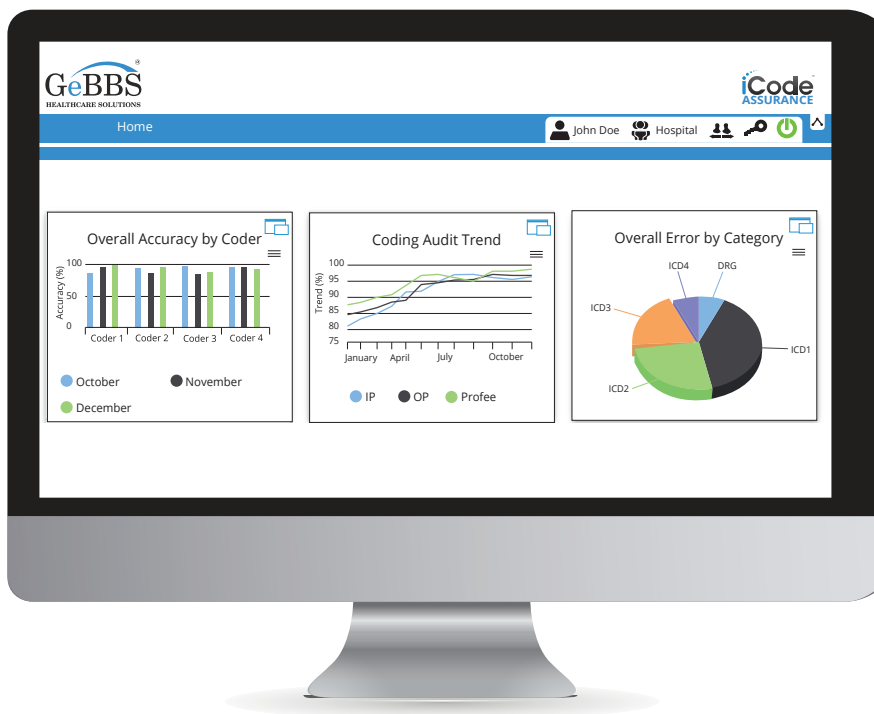 GeBBS
®
HEALTHCARE SOLUTIONS
iCode
ASSURANCE
Home
John Doe
Hospital
Overall Accuracy by Coder
Accuracy (%)
100
50
0
Coder 1 Coder 2 Coder 3 Coder 4
October
November
December
Coding Audit Trend
Trend (%)
100
95
90
85
80
75
January April July October
IP
OP
Profee
Overall Error by Category
ICD4 DRG
ICD3
ICD1
ICD2